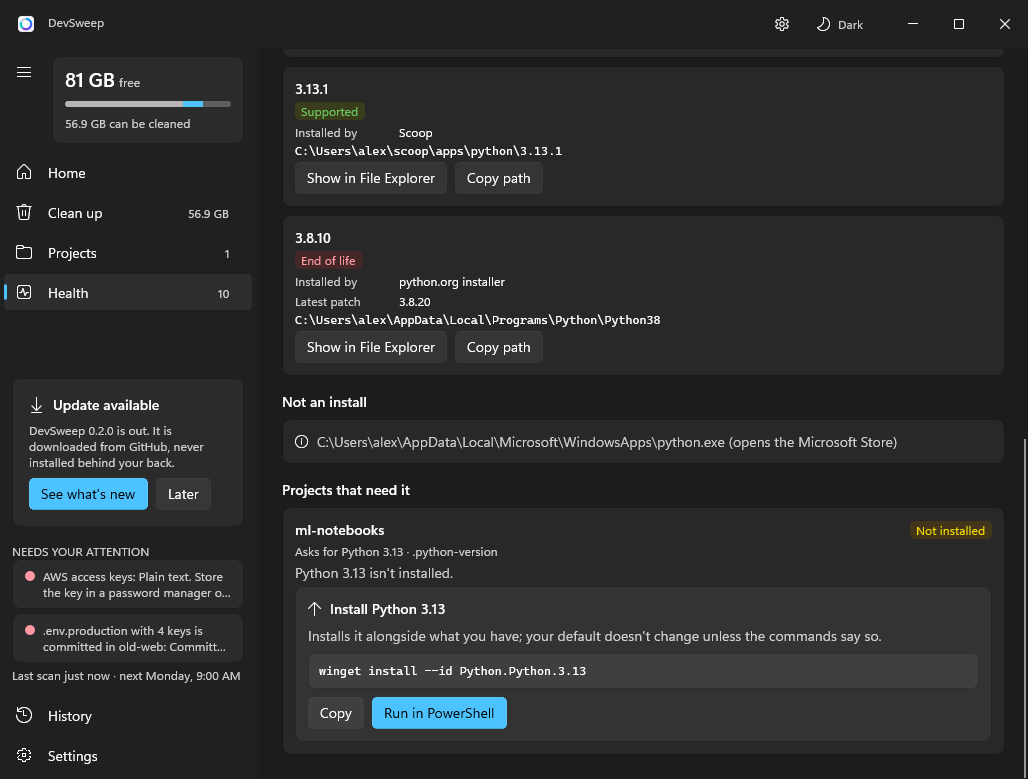 DevSweep
Dark
81 GB free
56.9 GB can be cleaned
Home
Clean up 56.9 GB
Projects 1
Health 10
Update available
DevSweep 0.2.0 is out. It is
downloaded from GitHub, never
installed behind your back.
See what's new Later
NEEDS YOUR ATTENTION
AWS access keys: Plain text. Store
the key in a password manager o...
.env.production with 4 keys is
committed in old-web: Committ...
Last scan just now · next Monday, 9:00 AM
History
Settings
3.13.1
Supported
Installed by Scoop
C:\Users\alex\scoop\apps\python\3.13.1
Show in File Explorer Copy path
3.8.10
End of life
Installed by python.org installer
Latest patch 3.8.20
C:\Users\alex\AppData\Local\Programs\Python\Python38
Show in File Explorer Copy path
Not an install
C:\Users\alex\AppData\Local\Microsoft\WindowsApps\python.exe (opens the Microsoft Store)
Projects that need it
ml-notebooks Not installed
Asks for Python 3.13 · .python-version
Python 3.13 isn't installed.
Install Python 3.13
Installs it alongside what you have; your default doesn't change unless the commands say so.
winget install --id Python.Python.3.13
Copy Run in PowerShell